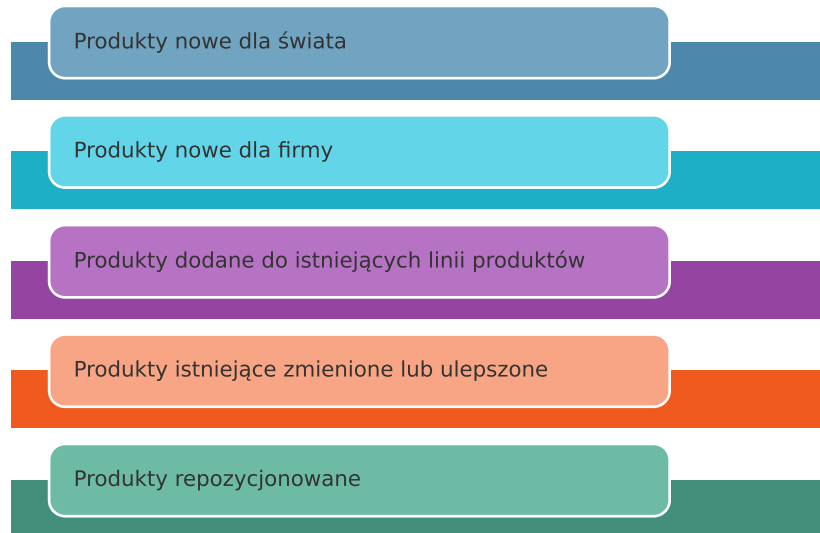 Produkty nowe dla świata
Produkty nowe dla firmy
Produkty dodane do istniejących linii produktów
Produkty istniejące zmienione lub ulepszone
Produkty repozycjonowane